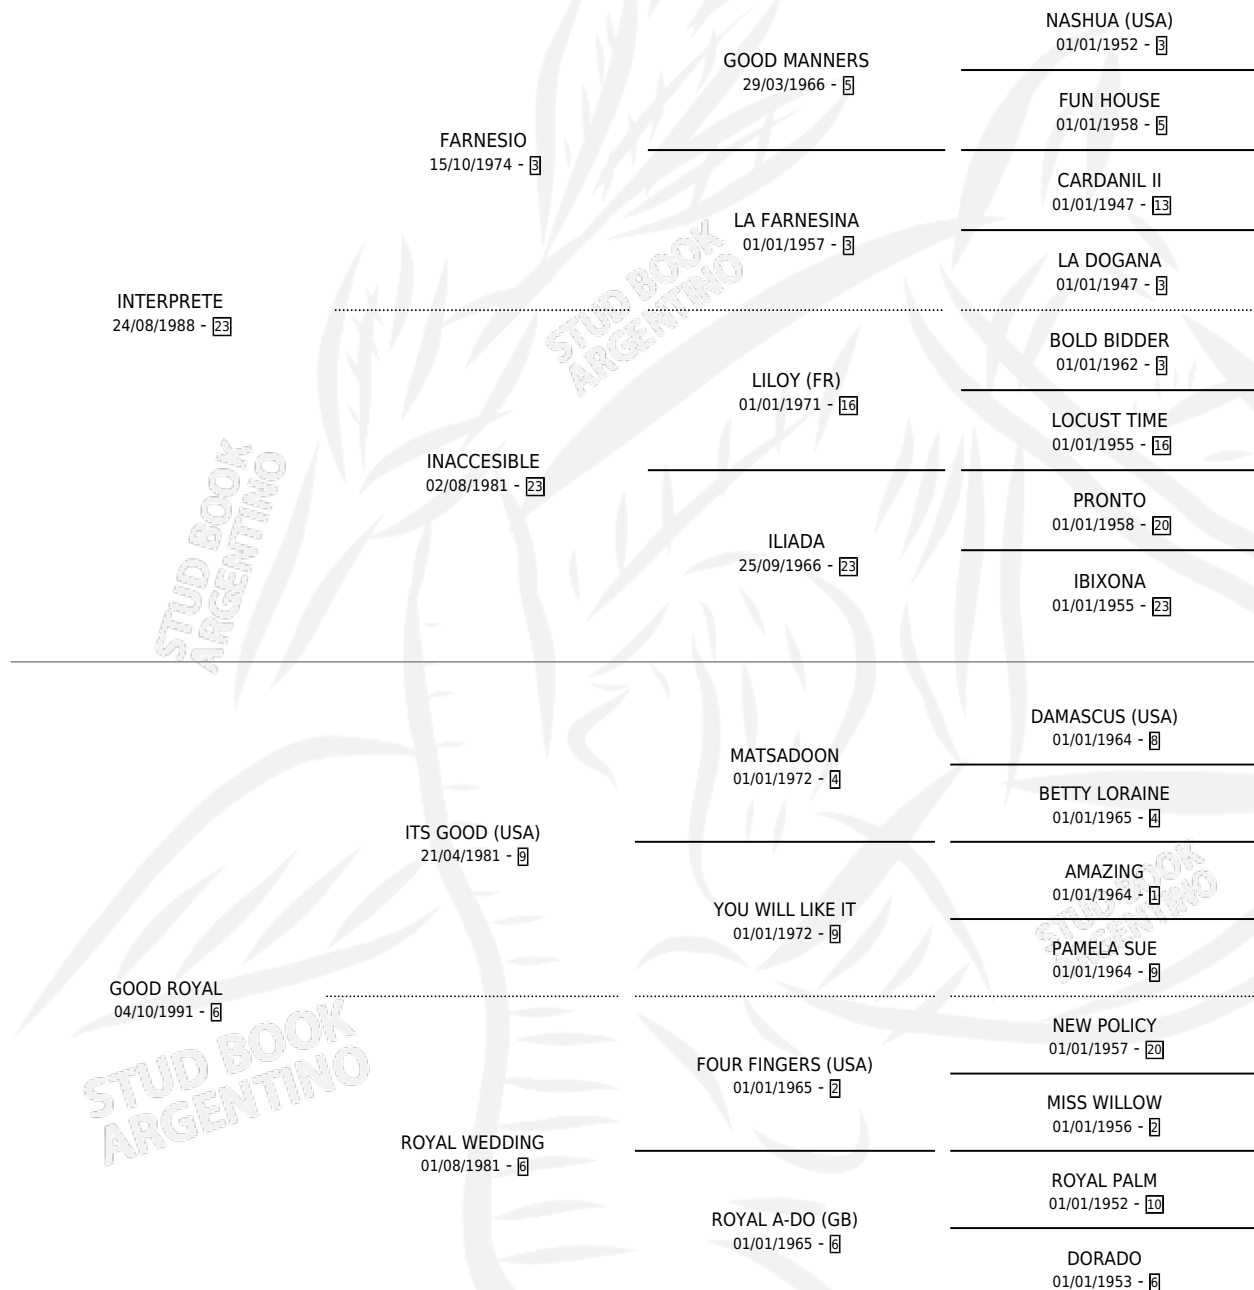 NASHUA (USA)
01/01/1952 - 3
GOOD MANNERS
29/03/1966 - 5
FUN HOUSE
01/01/1958 - 5
FARNESIO
15/10/1974 - 3
CARDANIL II
01/01/1947 - 13
LA FARNESINA
01/01/1957 - 3
LA DOGANA
01/01/1947 - 3
INTERPRETE
24/08/1988 - 23
BOLD BIDDER
01/01/1962 - 3
LILOY (FR)
01/01/1971 - 16
LOCUST TIME
01/01/1955 - 16
INACCESIBLE
02/08/1981 - 23
PRONTO
01/01/1958 - 20
ILIADA
25/09/1966 - 23
IBIXONA
01/01/1955 - 23
STUD BOOK
ARGENTINO
STUD BOOK
ARGENTINO
DAMASCUS (USA)
01/01/1964 - 8
MATSADOON
01/01/1972 - 4
BETTY LORAINE
01/01/1965 - 4
ITS GOOD (USA)
21/04/1981 - 9
AMAZING
01/01/1964 - 1
YOU WILL LIKE IT
01/01/1972 - 9
PAMELA SUE
01/01/1964 - 9
STUD BOOK
ARGENTINO
GOOD ROYAL
04/10/1991 - 6
NEW POLICY
01/01/1957 - 20
FOUR FINGERS (USA)
01/01/1965 - 2
MISS WILLOW
01/01/1956 - 2
STUD BOOK
ARGENTINO
ROYAL WEDDING
01/08/1981 - 6
ROYAL PALM
01/01/1952 - 10
ROYAL A-DO (GB)
01/01/1965 - 6
DORADO
01/01/1953 - 6